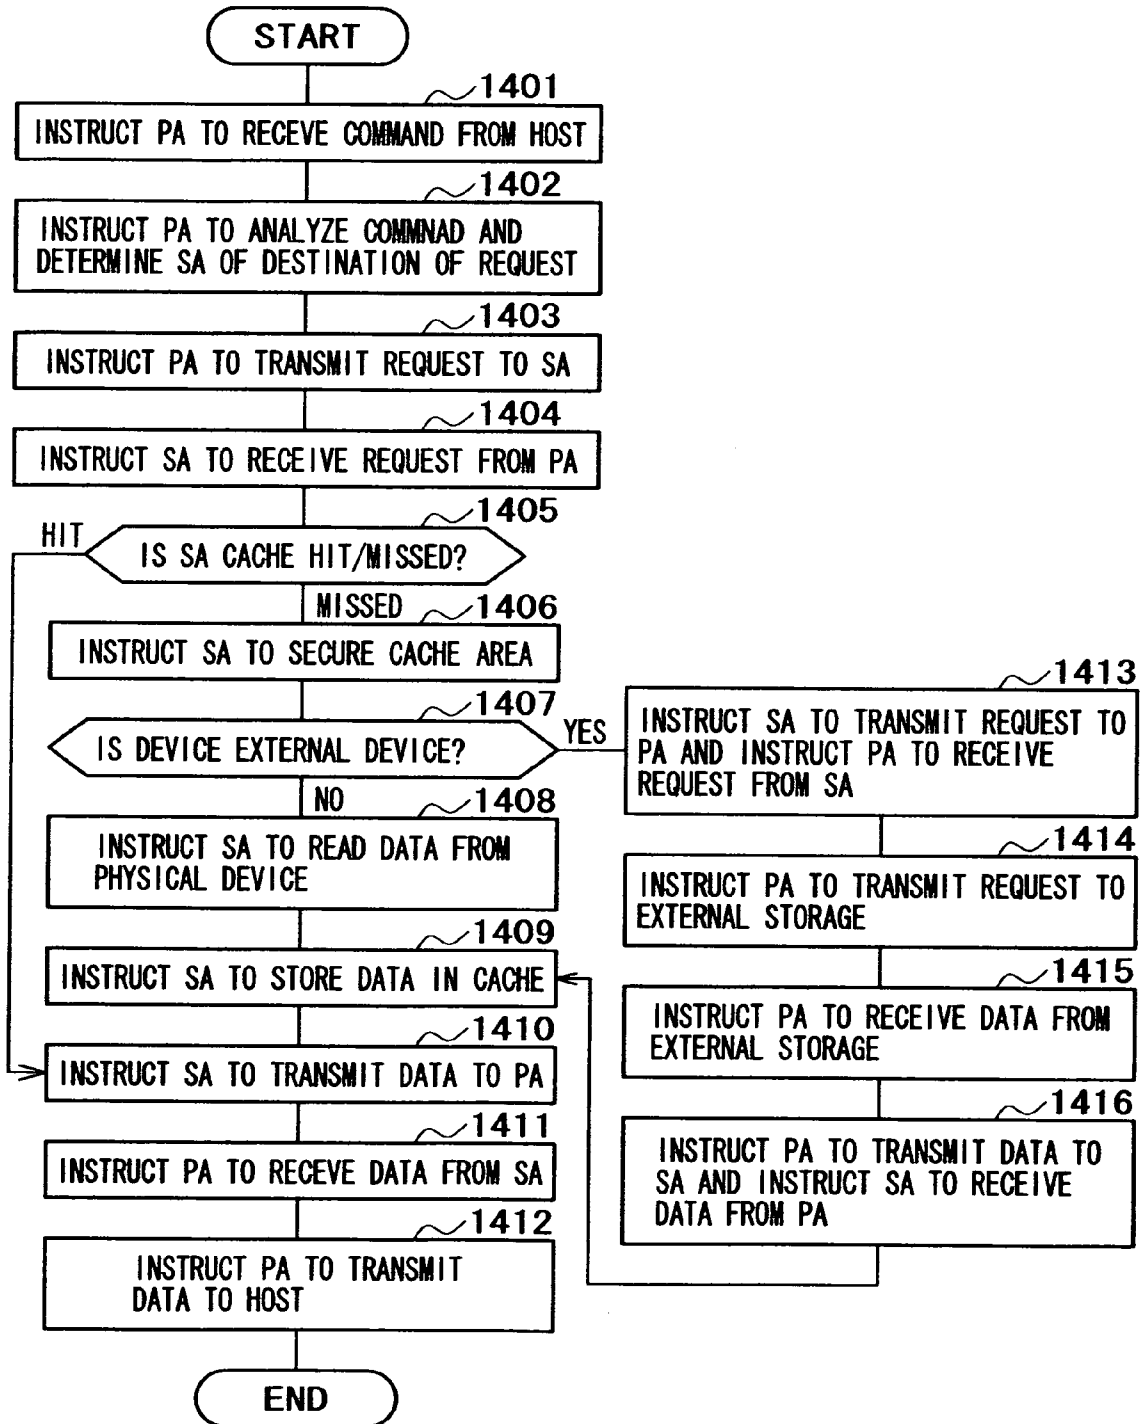 START
1401
INSTRUCT PA TO RECEVE COMMAND FROM HOST
1402
INSTRUCT PA TO ANALYZE COMMNAD AND
DETERMINE SA OF DESTINATION OF REQUEST
1403
INSTRUCT PA TO TRANSMIT REQUEST TO SA
1404
INSTRUCT SA TO RECEIVE REQUEST FROM PA
1405
HIT
IS SA CACHE HIT/MISSED?
MISSED
1406
INSTRUCT SA TO SECURE CACHE AREA
1407
IS DEVICE EXTERNAL DEVICE?
YES
NO
1408
INSTRUCT SA TO READ DATA FROM
PHYSICAL DEVICE
1409
INSTRUCT SA TO STORE DATA IN CACHE
1410
INSTRUCT SA TO TRANSMIT DATA TO PA
1411
INSTRUCT PA TO RECEVE DATA FROM SA
1412
INSTRUCT PA TO TRANSMIT
DATA TO HOST
END
1413
INSTRUCT SA TO TRANSMIT REQUEST TO
PA AND INSTRUCT PA TO RECEIVE
REQUEST FROM SA
1414
INSTRUCT PA TO TRANSMIT REQUEST TO
EXTERNAL STORAGE
1415
INSTRUCT PA TO RECEIVE DATA FROM
EXTERNAL STORAGE
1416
INSTRUCT PA TO TRANSMIT DATA TO
SA AND INSTRUCT SA TO RECEIVE
DATA FROM PA